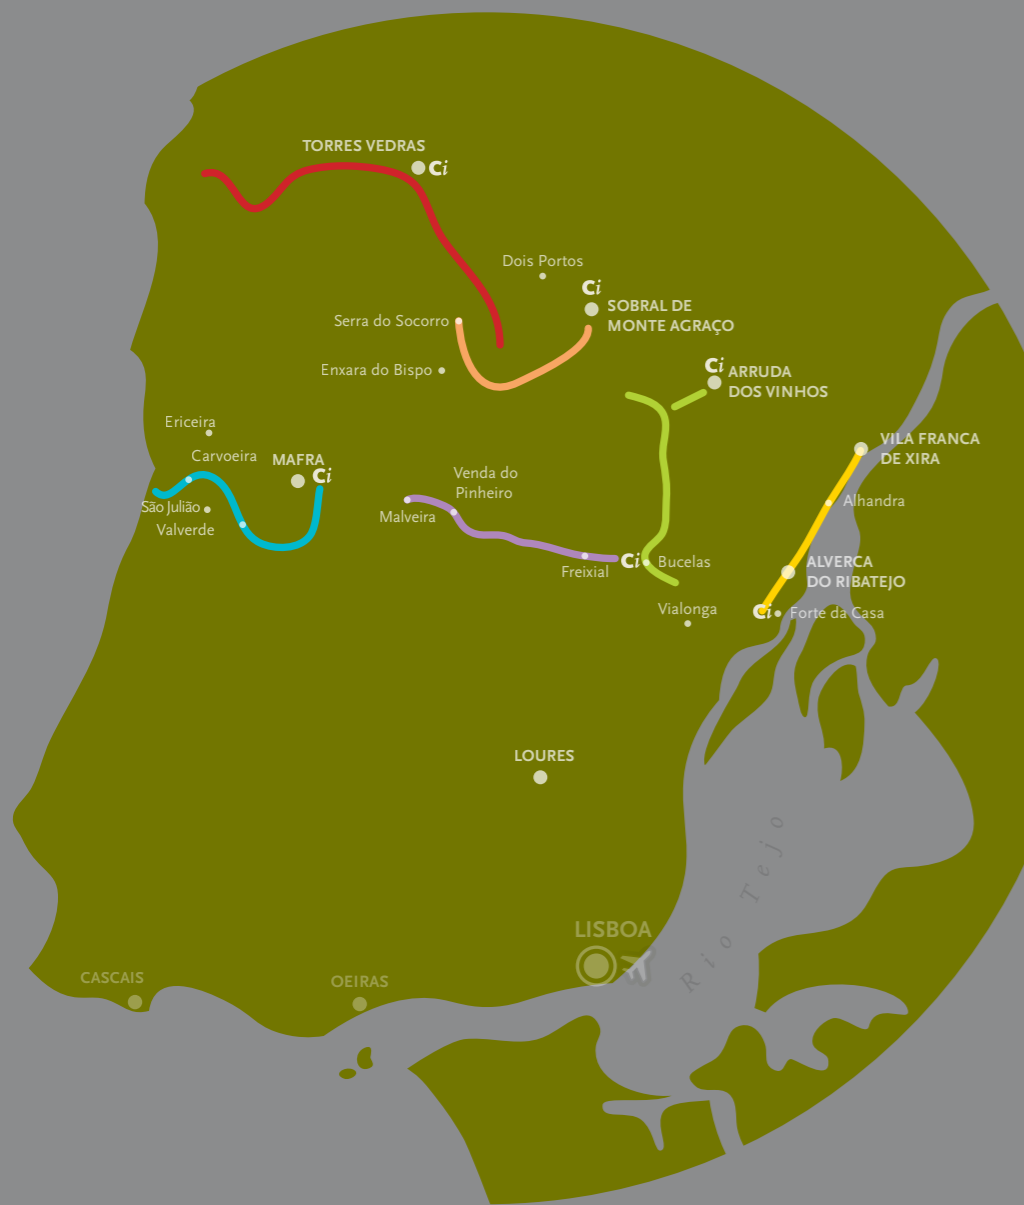 TORRES VEDRAS
Ci
Dois Portos
Ci
SOBRAL DE
MONTE AGRAÇO
Serra do Socorro
Enxara do Bispo
Ci
ARRUDA
DOS VINHOS
Ericeira
Carvoeira
MAFRA
Ci
São Julião
Valverde
Venda do
Pinheiro
Malveira
Freixial
Ci
Bucelas
Vialonga
VILA FRANCA
DE XIRA
Alhandra
ALVERCA
DO RIBATEJO
Ci
Forte da Casa
LOURES
Rio Tejo
LISBOA
CASCAIS
OEIRAS